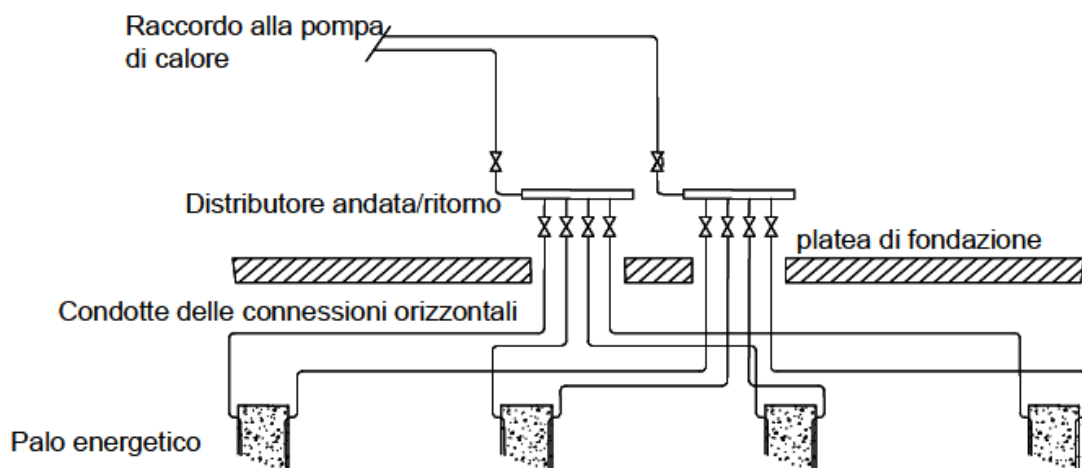 Raccordo alla pompa
di calore
Distributore andata/ritorno
platea di fondazione
Condotte delle connessioni orizzontali
Palo energetico